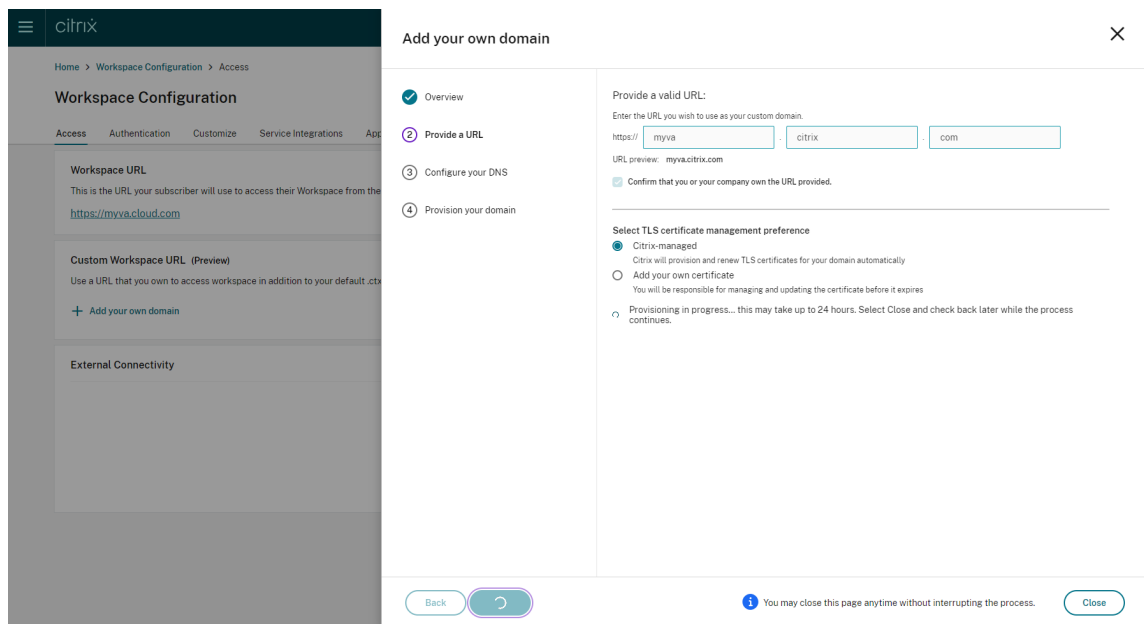 citrix
Home > Workspace Configuration > Access
Workspace Configuration
Access Authentication Customize Service Integrations App
Workspace URL
This is the URL your subscriber will use to access their Workspace from the
https://myva.cloud.com
Custom Workspace URL (Preview)
Use a URL that you own to access workspace in addition to your default .ctx
+ Add your own domain
External Connectivity
Add your own domain
Overview
2 Provide a URL
3 Configure your DNS
4 Provision your domain
Provide a valid URL:
Enter the URL you wish to use as your custom domain.
https:// myva . citrix . com
URL preview: myva.citrix.com
Confirm that you or your company own the URL provided.
Select TLS certificate management preference
Citrix-managed
Citrix will provision and renew TLS certificates for your domain automatically
Add your own certificate
You will be responsible for managing and updating the certificate before it expires
Provisioning in progress... this may take up to 24 hours. Select Close and check back later while the process
continues.
Back
You may close this page anytime without interrupting the process.
Close